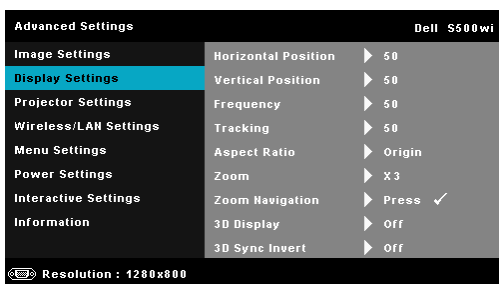 Advanced Settings Dell S500wi
Image Settings
Display Settings
Projector Settings
Wireless/LAN Settings
Menu Settings
Power Settings
Interactive Settings
Information
Horizontal Position 50
Vertical Position 50
Frequency 50
Tracking 50
Aspect Ratio Origin
Zoom X3
Zoom Navigation Press ✓
3D Display Off
3D Sync Invert Off
Resolution : 1280x800